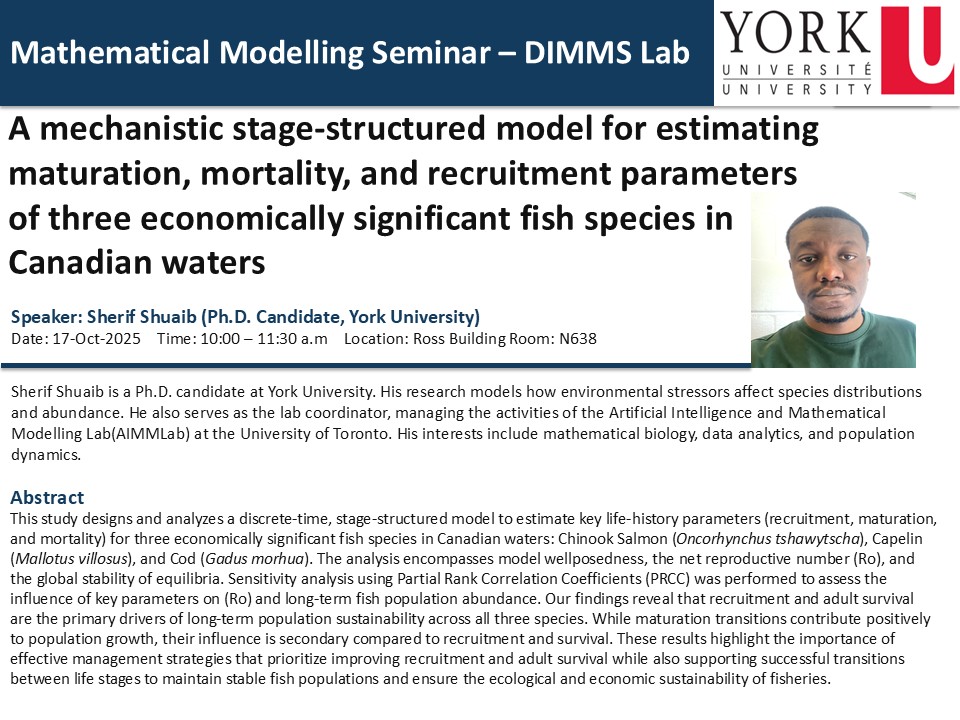 Mathematical Modelling Seminar – DIMMS Lab
YORK U
UNIVERSITÉ
UNIVERSITY
A mechanistic stage-structured model for estimating
maturation, mortality, and recruitment parameters
of three economically significant fish species in
Canadian waters
Speaker: Sherif Shuaib (Ph.D. Candidate, York University)
Date: 17-Oct-2025 Time: 10:00 – 11:30 a.m Location: Ross Building Room: N638
Sherif Shuaib is a Ph.D. candidate at York University. His research models how environmental stressors affect species distributions
and abundance. He also serves as the lab coordinator, managing the activities of the Artificial Intelligence and Mathematical
Modelling Lab(AIMMLab) at the University of Toronto. His interests include mathematical biology, data analytics, and population
dynamics.
Abstract
This study designs and analyzes a discrete-time, stage-structured model to estimate key life-history parameters (recruitment, maturation,
and mortality) for three economically significant fish species in Canadian waters: Chinook Salmon (Oncorhynchus tshawytscha), Capelin
(Mallotus villosus), and Cod (Gadus morhua). The analysis encompasses model wellposedness, the net reproductive number (Ro), and
the global stability of equilibria. Sensitivity analysis using Partial Rank Correlation Coefficients (PRCC) was performed to assess the
influence of key parameters on (Ro) and long-term fish population abundance. Our findings reveal that recruitment and adult survival
are the primary drivers of long-term population sustainability across all three species. While maturation transitions contribute positively
to population growth, their influence is secondary compared to recruitment and survival. These results highlight the importance of
effective management strategies that prioritize improving recruitment and adult survival while also supporting successful transitions
between life stages to maintain stable fish populations and ensure the ecological and economic sustainability of fisheries.